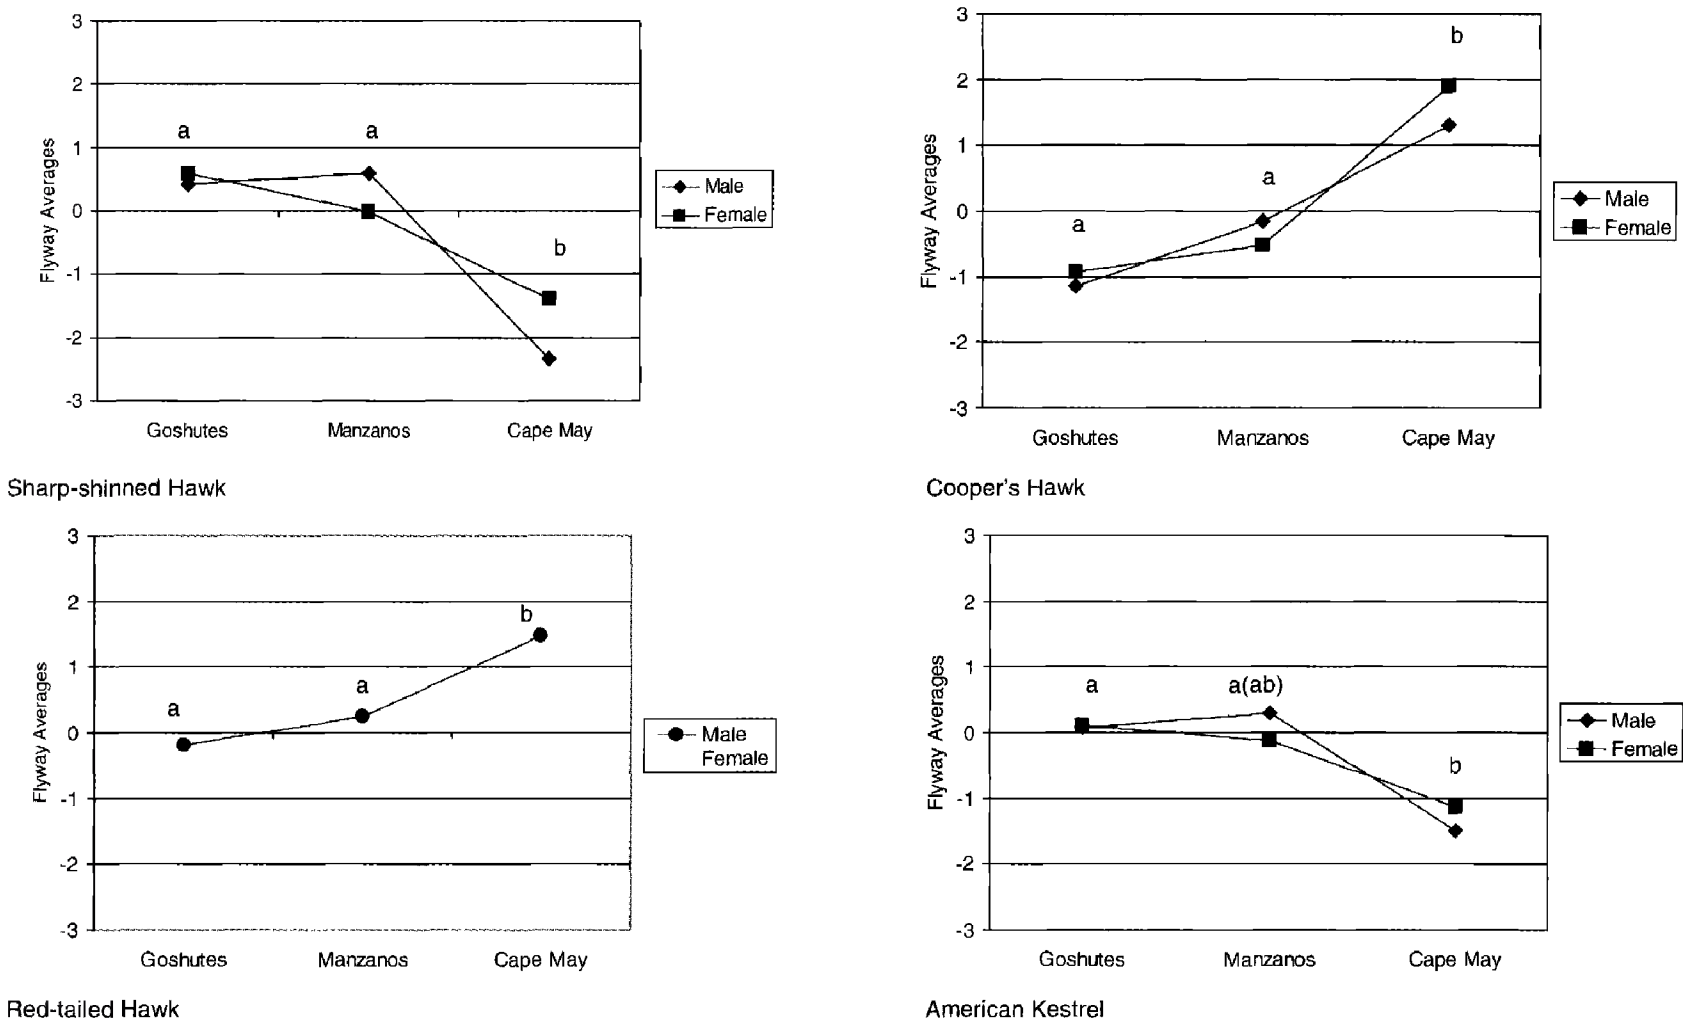 3
2
1
0
-1
-2
-3
Flyway Averages
a
a
b
Goshutes
Manzanos
Cape May
Male
Female
Sharp-shinned Hawk
3
2
1
0
-1
-2
-3
Flyway Averages
a
a
b
Goshutes
Manzanos
Cape May
Male
Female
Cooper's Hawk
3
2
1
0
-1
-2
-3
Flyway Averages
a
a
b
Goshutes
Manzanos
Cape May
Male
Female
Red-tailed Hawk
3
2
1
0
-1
-2
-3
Flyway Averages
a
a(ab)
b
Goshutes
Manzanos
Cape May
Male
Female
American Kestrel